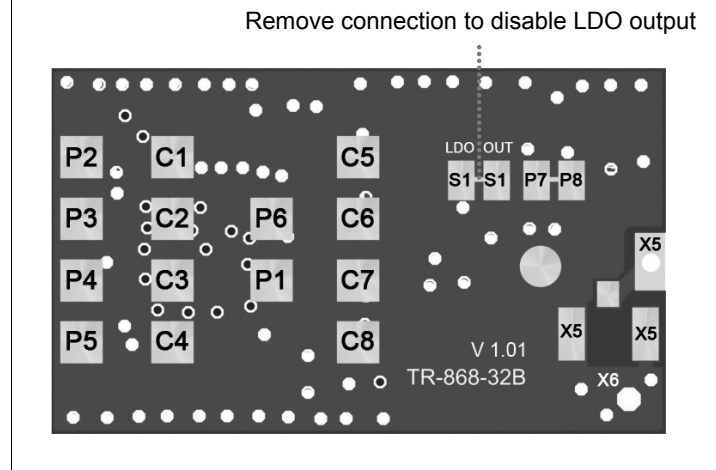 Remove connection to disable LDO output
LDO OUT
P2 C1 C5 S1 S1 P7 P8
P3 C2 P6 C6
X5
P4 C3 P1 C7
P5 C4 C8 X5 X5
V 1.01
TR-868-32B X6